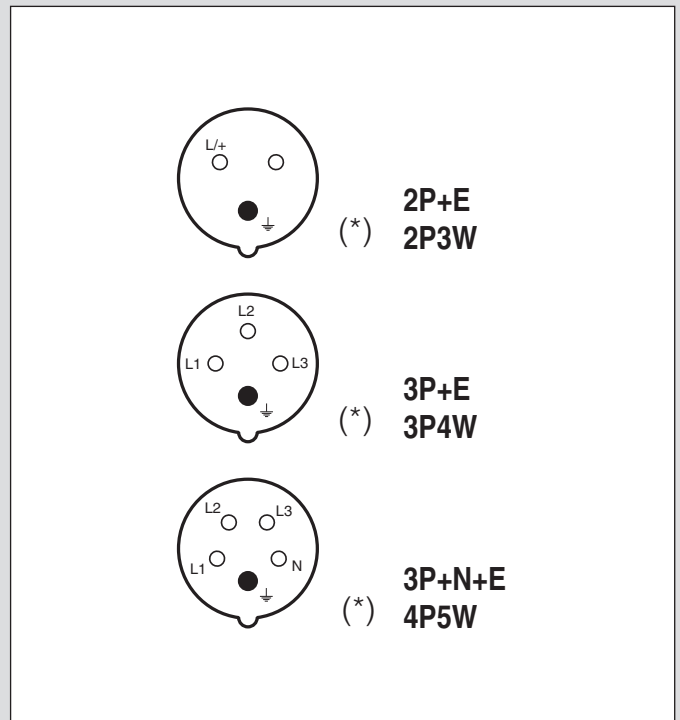 L/+
(*)
2P+E
2P3W
L2
L1
L3
(*)
3P+E
3P4W
L2
L3
L1
N
(*)
3P+N+E
4P5W